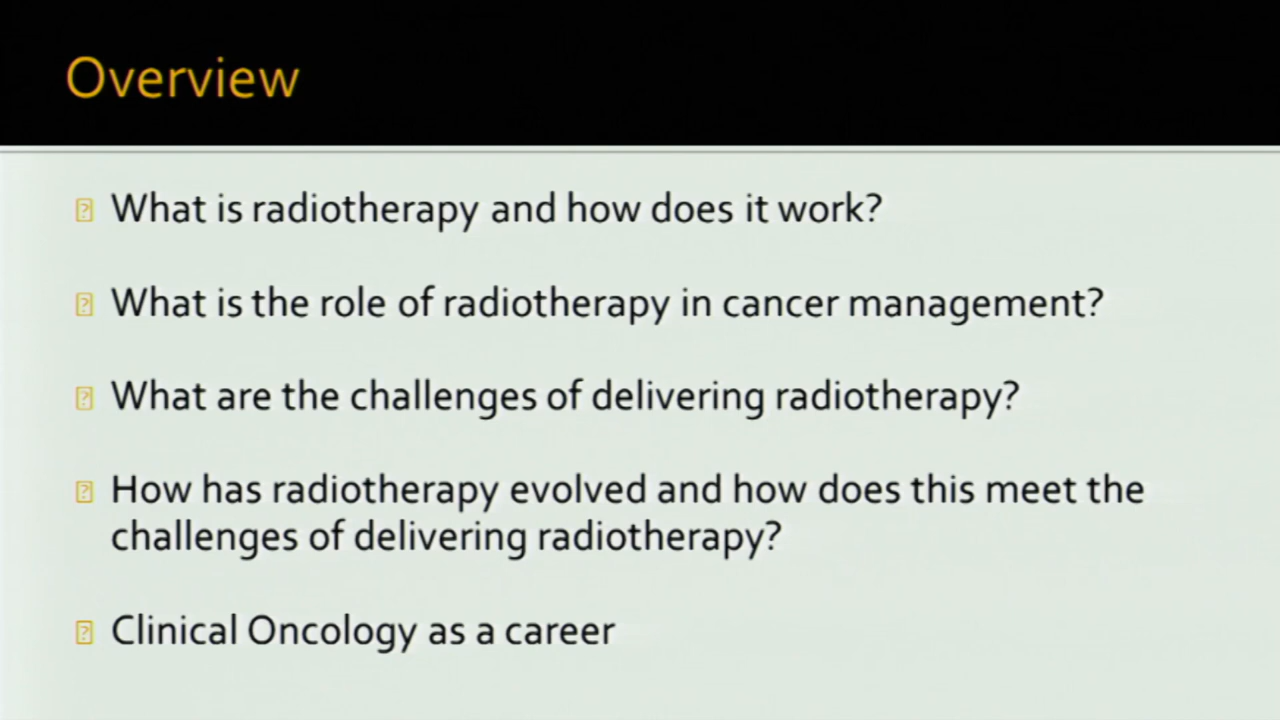 Overview
What is radiotherapy and how does it work?
What is the role of radiotherapy in cancer management?
What are the challenges of delivering radiotherapy?
How has radiotherapy evolved and how does this meet the
challenges of delivering radiotherapy?
Clinical Oncology as a career